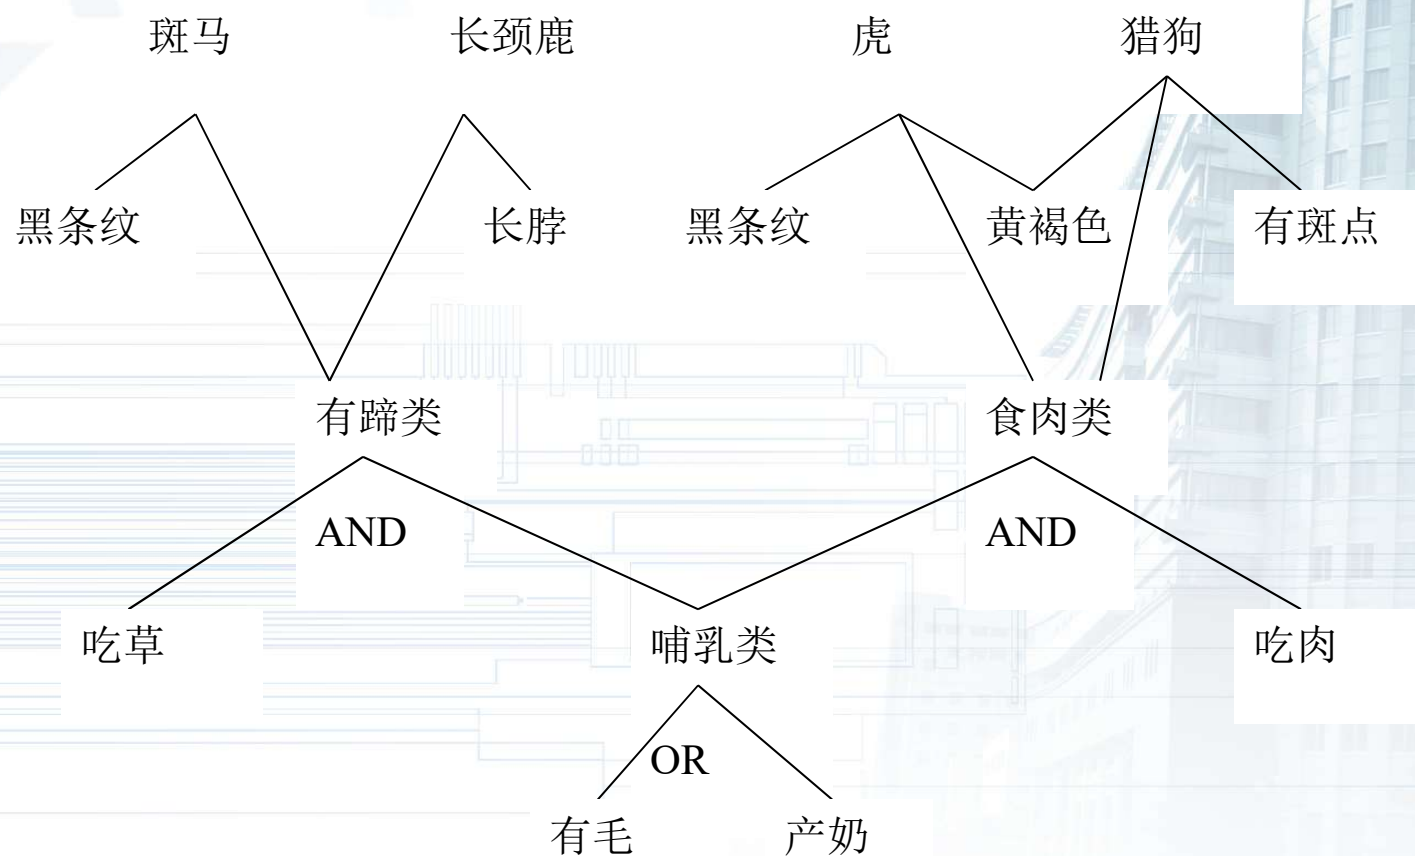 斑马 长颈鹿 虎 猎狗
黑条纹 长脖 黑条纹 黄褐色 有斑点
有蹄类 食肉类
AND AND
吃草 哺乳类 吃肉
OR
有毛 产奶